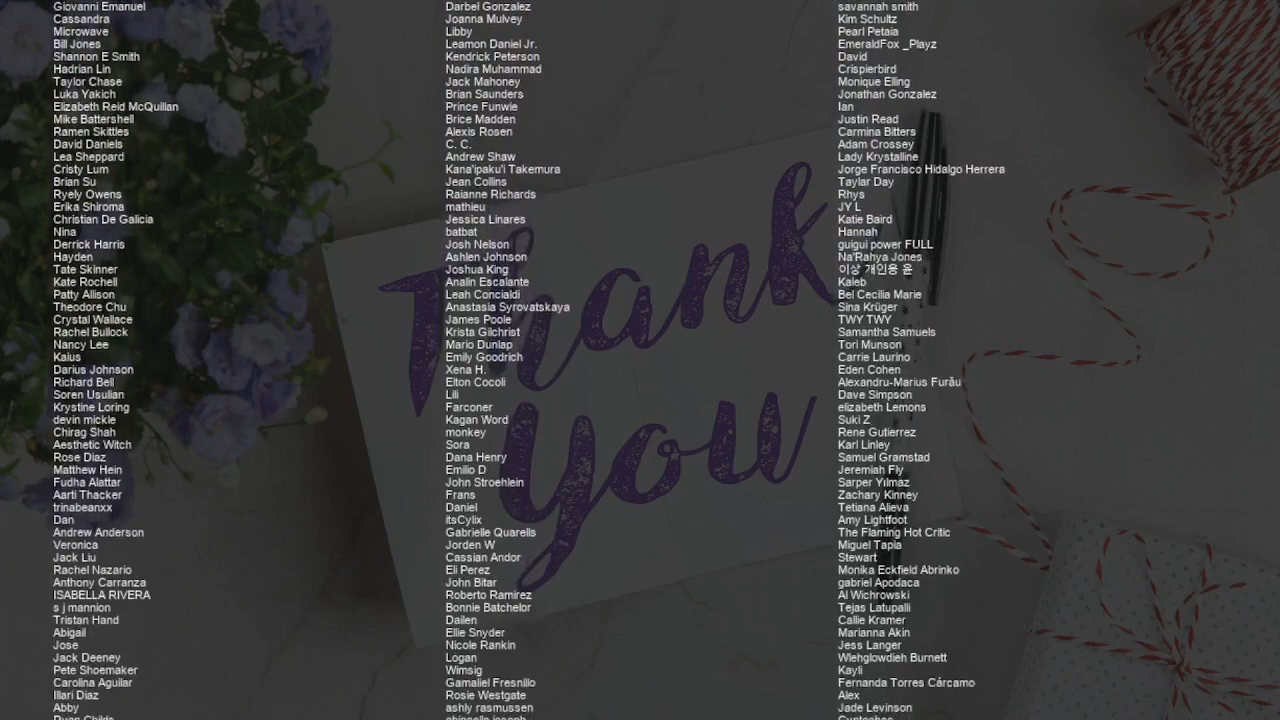 Giovanni Emanuel
Cassandra
Microwave
Bill Jones
Shannon E Smith
Hadrian Lin
Taylor Chase
Luka Yakich
Elizabeth Reid McQuillan
Mike Battershell
Ramen Skittles
David Daniels
Lea Sheppard
Cristy Lum
Brian Su
Ryely Owens
Erika Shiroma
Christian De Galicia
Nina
Derrick Harris
Hayden
Tate Skinner
Kate Rochell
Patty Allison
Theodore Chu
Crystal Wallace
Rachel Bullock
Nancy Lee
Kaius
Darius Johnson
Richard Bell
Soren Usulian
Krystine Loring
devin mickle
Chirag Shah
Aesthetic Witch
Rose Diaz
Matthew Hein
Fudha Alattar
Aarti Thacker
trinabeanxx
Dan
Andrew Anderson
Veronica
Jack Liu
Rachel Nazario
Anthony Carranza
ISABELLA RIVERA
s j mannion
Tristan Hand
Abigail
Jose
Jack Deeney
Pete Shoemaker
Carolina Aguilar
Illari Diaz
Abby
Darbel Gonzalez
Joanna Mulvey
Libby
Leamon Daniel Jr.
Kendrick Peterson
Nadira Muhammad
Jack Mahoney
Brian Saunders
Prince Funwie
Brice Madden
Alexis Rosen
C. C.
Andrew Shaw
Kana'ipaku'i Takemura
Jean Collins
Raianne Richards
mathieu
Jessica Linares
batbat
Josh Nelson
Ashlen Johnson
Joshua King
Analin Escalante
Leah Concialdi
Anastasia Syrovatskaya
James Poole
Krista Gilchrist
Mario Dunlap
Emily Goodrich
Xena H.
Elton Cocoli
Lili
Farconer
Kagan Word
monkey
Sora
Dana Henry
Emilio D
John Stroehlein
Frans
Daniel
itsCylix
Gabrielle Quarells
Jorden W
Cassian Andor
Eli Perez
John Bitar
Roberto Ramirez
Bonnie Batchelor
Dailen
Ellie Snyder
Nicole Rankin
Logan
Wimsig
Gamaliel Fresnillo
Rosie Westgate
ashly rasmussen
savannah smith
Kim Schultz
Pearl Petaia
EmeraldFox _Playz
David
Crispierbird
Monique Elling
Jonathan Gonzalez
Ian
Justin Read
Carmina Bitters
Adam Crossey
Lady Krystalline
Jorge Francisco Hidalgo Herrera
Taylar Day
Rhys
JY L
Katie Baird
Hannah
guigui power FULL
Na'Rahya Jones
이상 개인용 윤
Kaleb
Bel Cecilia Marie
Sina Krüger
TWY TWY
Samantha Samuels
Tori Munson
Carrie Laurino
Eden Cohen
Alexandru-Marius Furău
Dave Simpson
elizabeth Lemons
Suki Z
Rene Gutierrez
Karl Linley
Samuel Gramstad
Jeremiah Fly
Sarper Yılmaz
Zachary Kinney
Tetiana Alieva
Amy Lightfoot
The Flaming Hot Critic
Miguel Tapia
Stewart
Monika Eckfield Abrinko
gabriel Apodaca
Al Wichrowski
Tejas Latupalli
Callie Kramer
Marianna Akin
Jess Langer
Wlehglowdieh Burnett
Kayli
Fernanda Torres Cárcamo
Alex
Jade Levinson
Thank
you